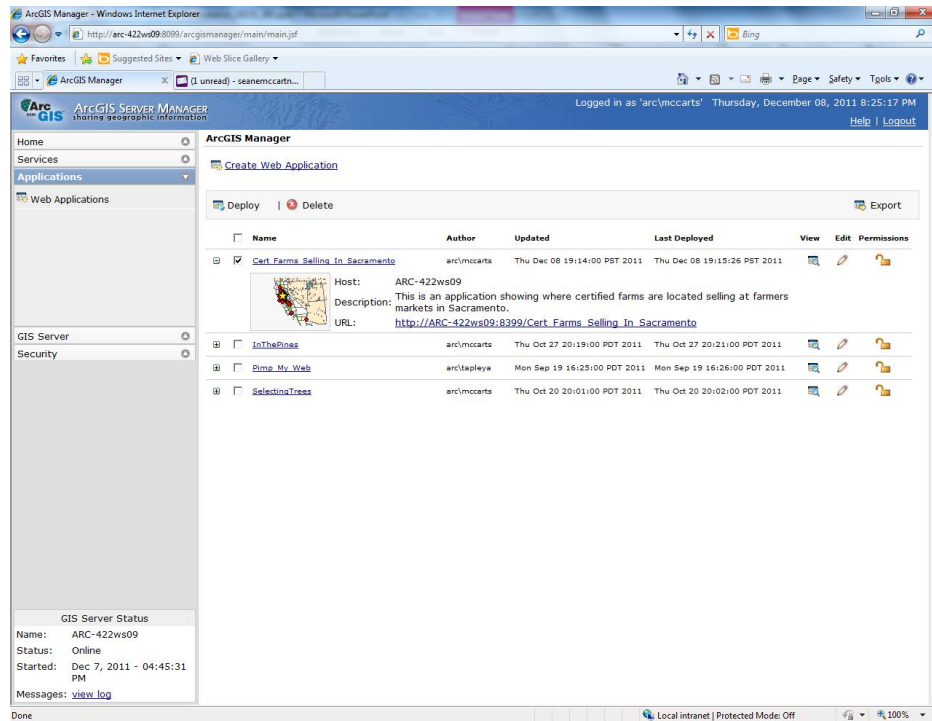 ArcGIS Manager - Windows Internet Explorer
http://arc-422ws09:8099/arcgismanager/main/main.jsf
Bing
Favorites Suggested Sites Web Slice Gallery
ArcGIS Manager X (1 unread) - seanemccartn... Page Safety Tools
Arc GIS ArcGIS Server Manager
sharing geographic information
Logged in as 'arc\mccarts' Thursday, December 08, 2011 8:25:17 PM
Help | Logout
Home
Services
Applications
Web Applications
GIS Server
Security
ArcGIS Manager
Create Web Application
Deploy | Delete Export
Name Author Updated Last Deployed View Edit Permissions
Cert Farms Selling In Sacramento arc\mccarts Thu Dec 08 19:14:00 PST 2011 Thu Dec 08 19:15:26 PST 2011
Host: ARC-422ws09
Description: This is an application showing where certified farms are located selling at farmers
markets in Sacramento.
URL: http://ARC-422ws09:8399/Cert_Farms_Selling_In_Sacramento
InThePines arc\mccarts Thu Oct 27 20:19:00 PDT 2011 Thu Oct 27 20:21:00 PDT 2011
Pimp My Web arc\tapleya Mon Sep 19 16:25:00 PDT 2011 Mon Sep 19 16:26:00 PDT 2011
SelectingTrees arc\mccarts Thu Oct 20 20:01:00 PDT 2011 Thu Oct 20 20:02:00 PDT 2011
GIS Server Status
Name: ARC-422ws09
Status: Online
Started: Dec 7, 2011 - 04:45:31
PM
Messages: view log
Done Local intranet | Protected Mode: Off 100%